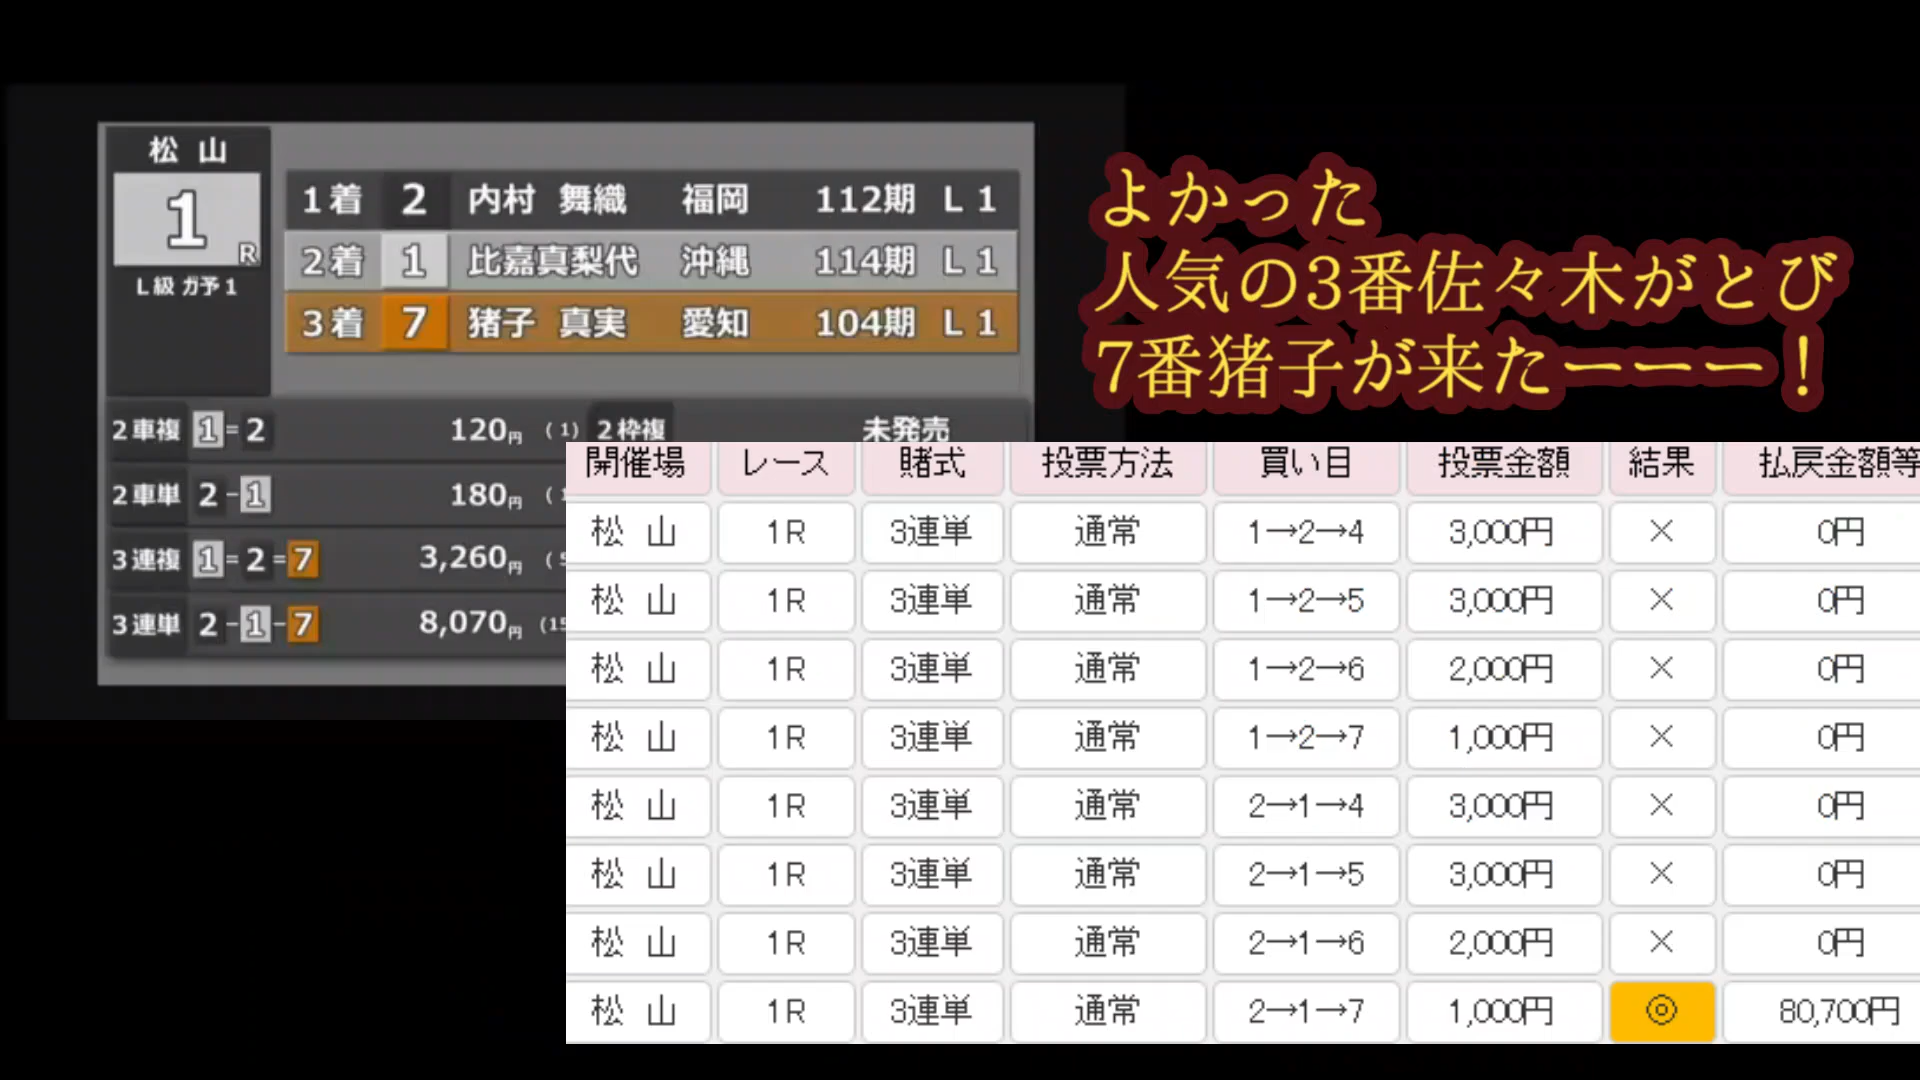 松 山
1R
L級 ガ予1
1着 2 内村 舞織 福岡 112期 L1
2着 1 比嘉真梨代 沖縄 114期 L1
3着 7 猪子 真実 愛知 104期 L1
2車複 1=2 120円 (1) 2枠複 未発売
2車単 2-1 180円
3連複 1=2=7 3,260円
3連単 2-1-7 8,070円
よかった
人気の3番佐々木がとび
7番猪子が来たーーー!
開催場 レース 賭式 投票方法 買い目 投票金額 結果 払戻金額等
松 山 1R 3連単 通常 1→2→4 3,000円 × 0円
松 山 1R 3連単 通常 1→2→5 3,000円 × 0円
松 山 1R 3連単 通常 1→2→6 2,000円 × 0円
松 山 1R 3連単 通常 1→2→7 1,000円 × 0円
松 山 1R 3連単 通常 2→1→4 3,000円 × 0円
松 山 1R 3連単 通常 2→1→5 3,000円 × 0円
松 山 1R 3連単 通常 2→1→6 2,000円 × 0円
松 山 1R 3連単 通常 2→1→7 1,000円 ◎ 80,700円